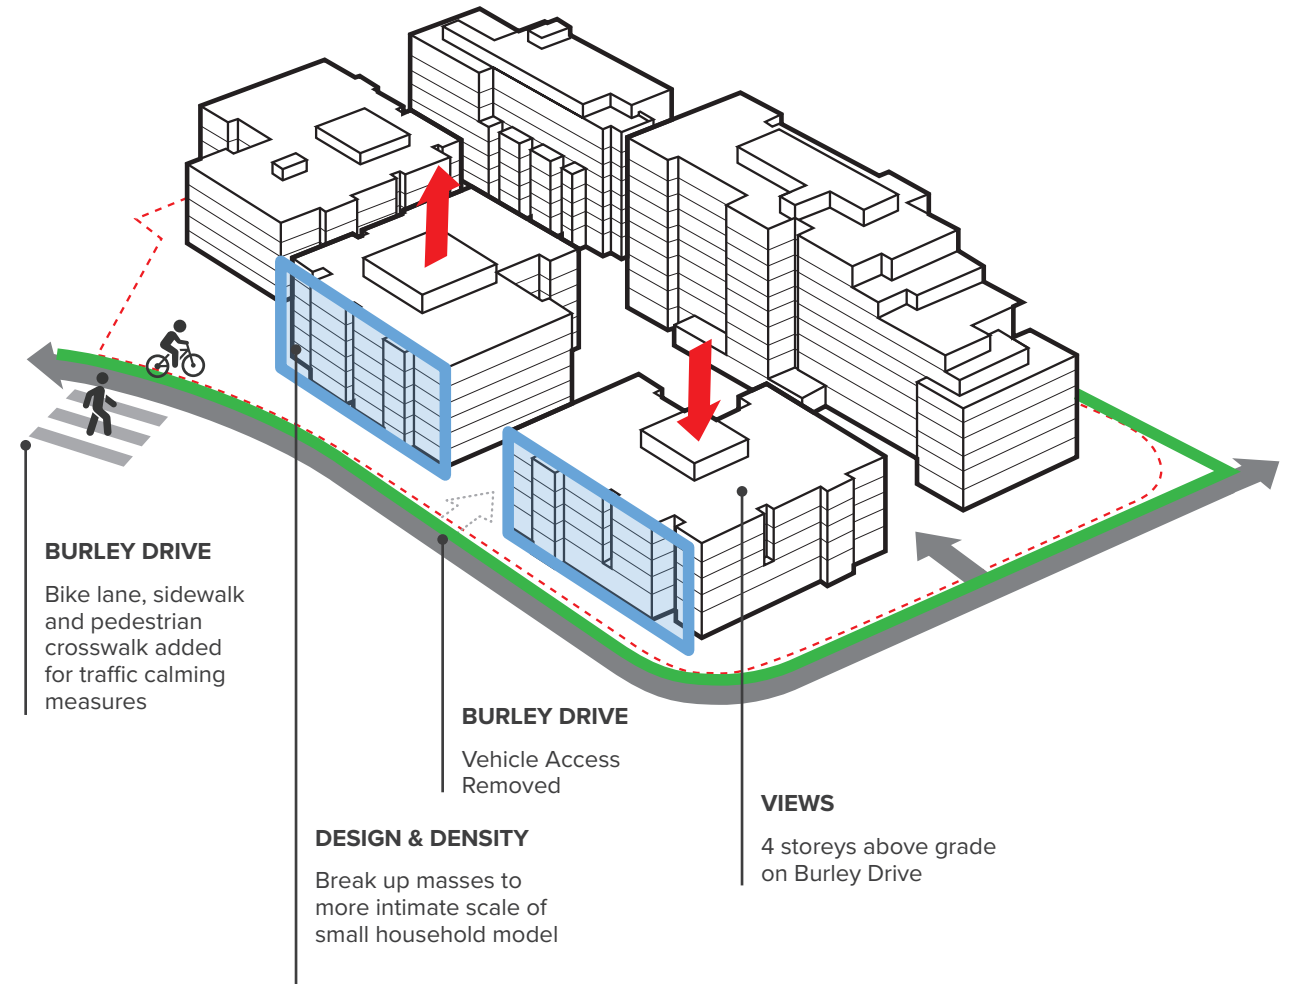 BURLEY DRIVE
Bike lane, sidewalk
and pedestrian
crosswalk added
for traffic calming
measures
BURLEY DRIVE
Vehicle Access
Removed
DESIGN & DENSITY
Break up masses to
more intimate scale of
small household model
VIEWS
4 storeys above grade
on Burley Drive